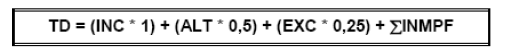 TD = (INC * 1) + (ALT * 0,5) + (EXC * 0,25) + ∑INMPF